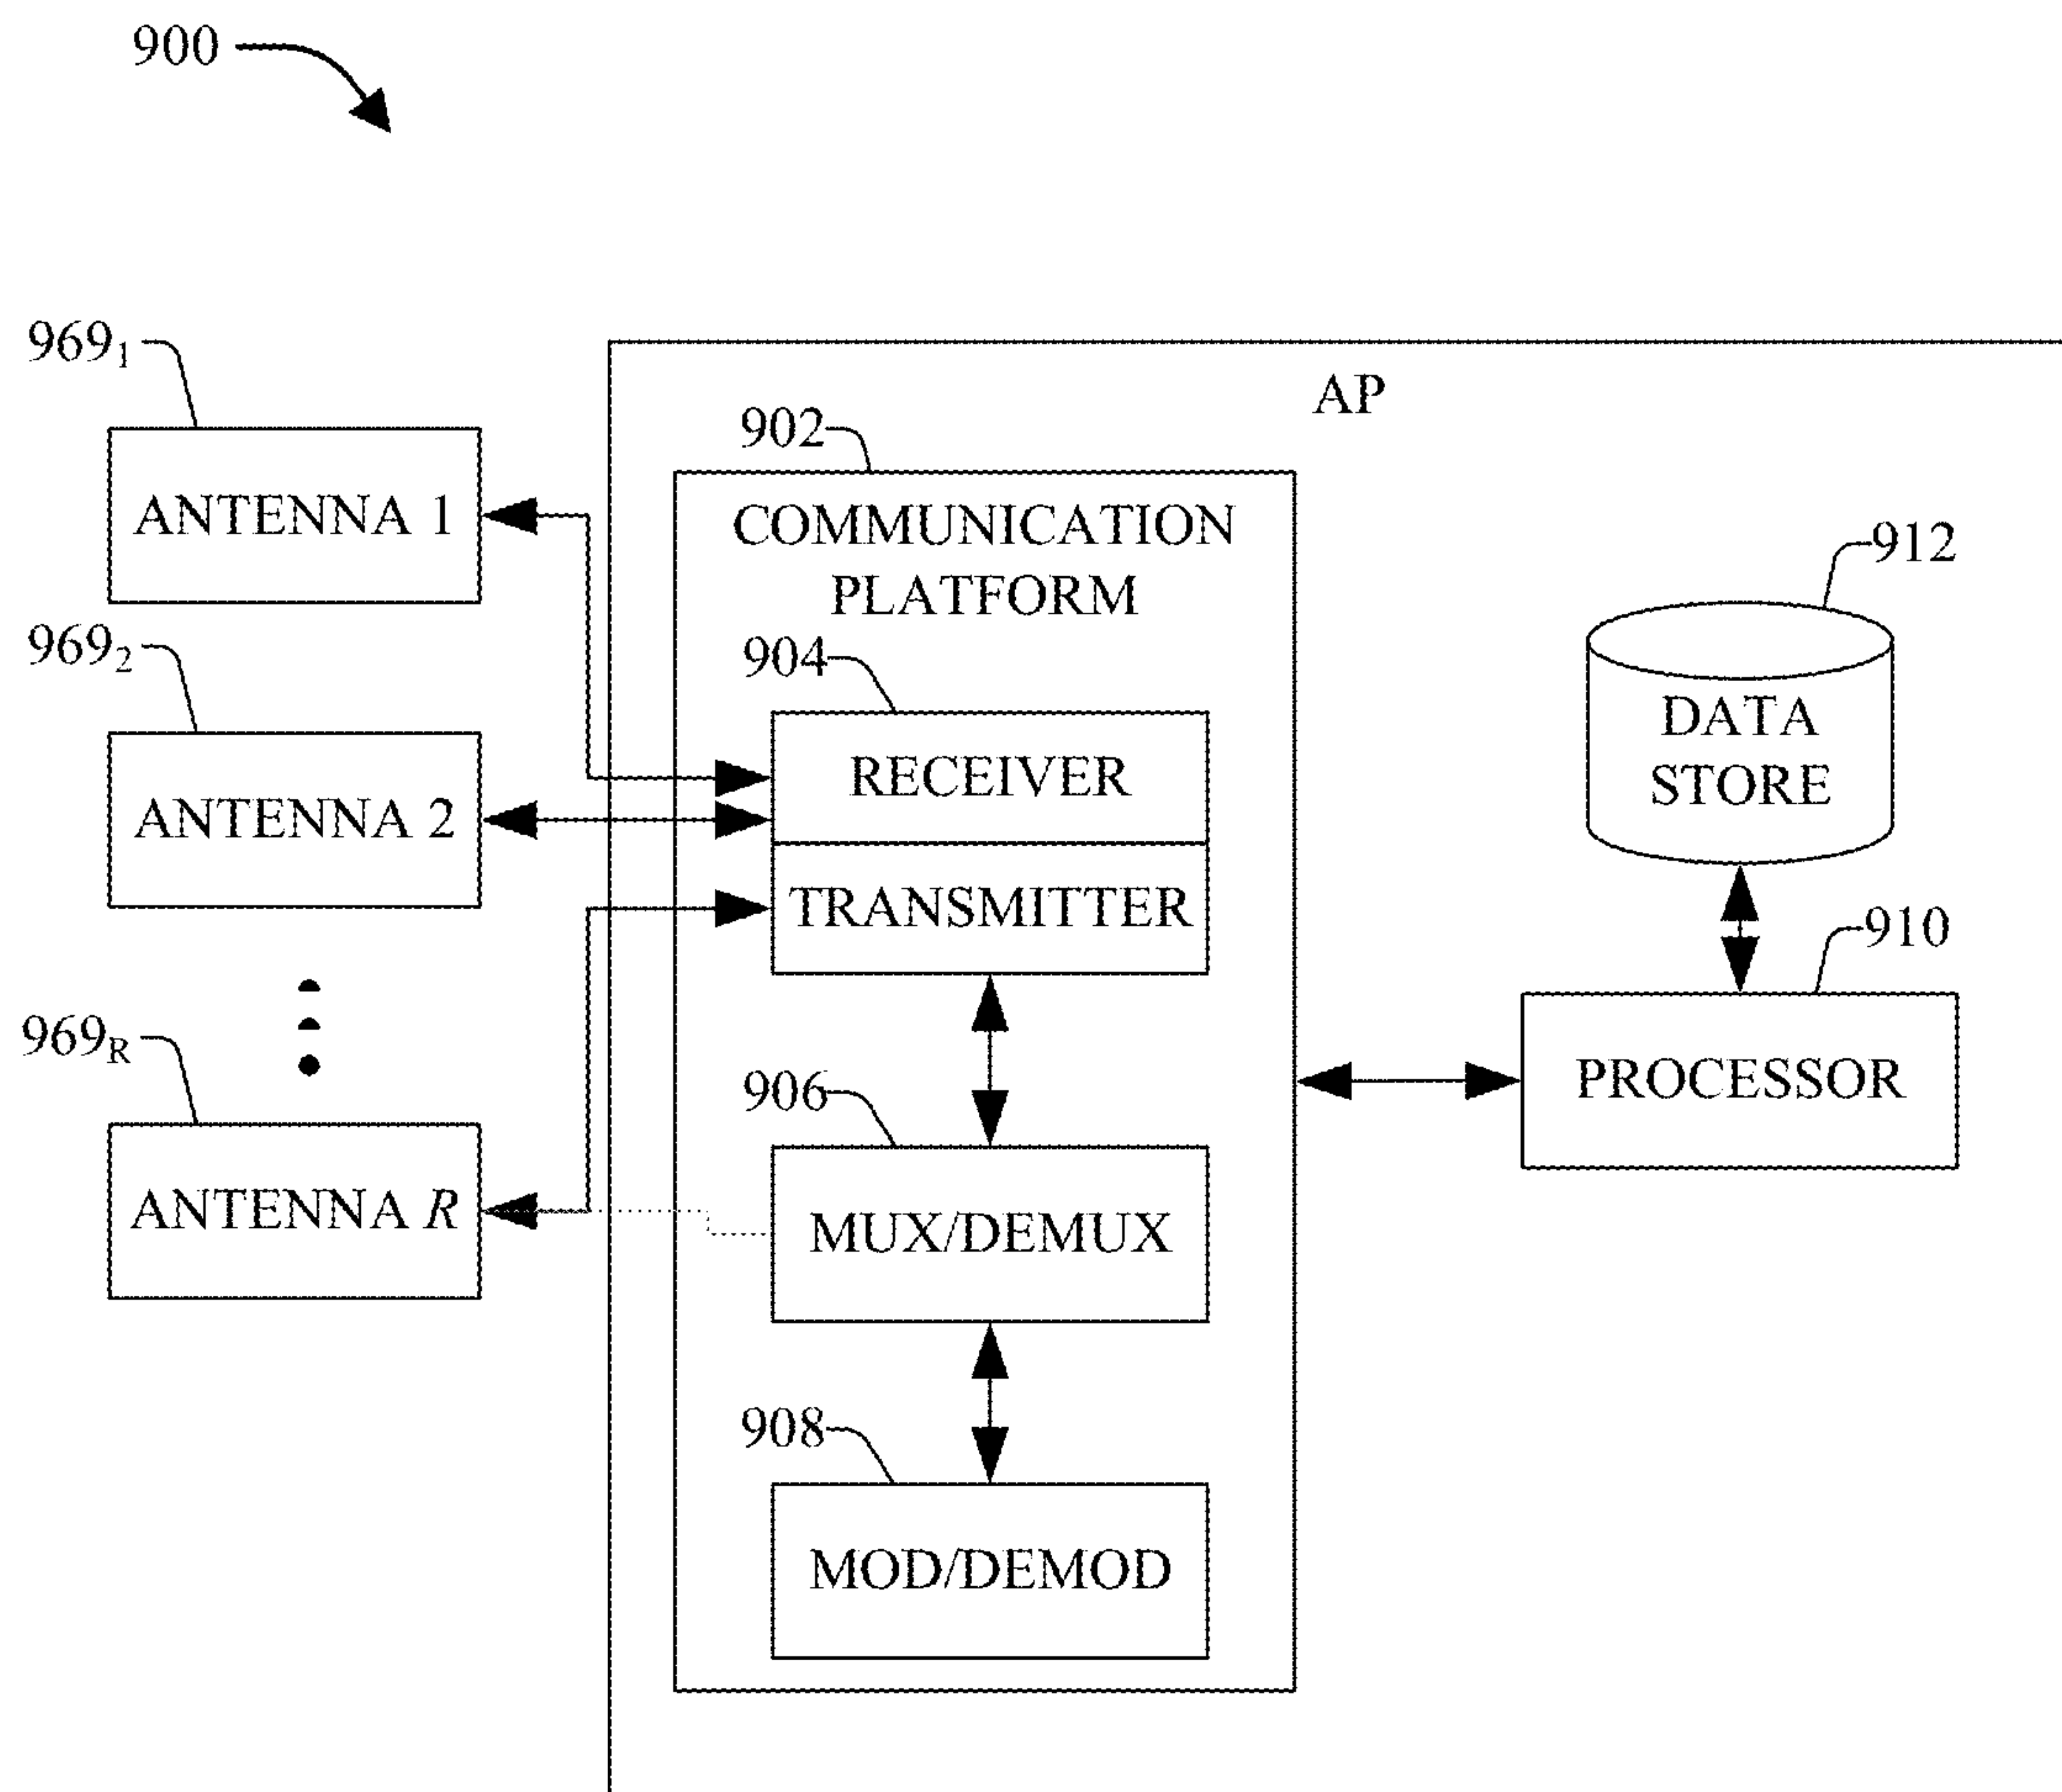 900
969₁
AP
902
ANTENNA 1
COMMUNICATION
PLATFORM
912
969₂
904
DATA
STORE
RECEIVER
ANTENNA 2
TRANSMITTER
910
969R
906
PROCESSOR
ANTENNA R
MUX/DEMUX
908
MOD/DEMOD